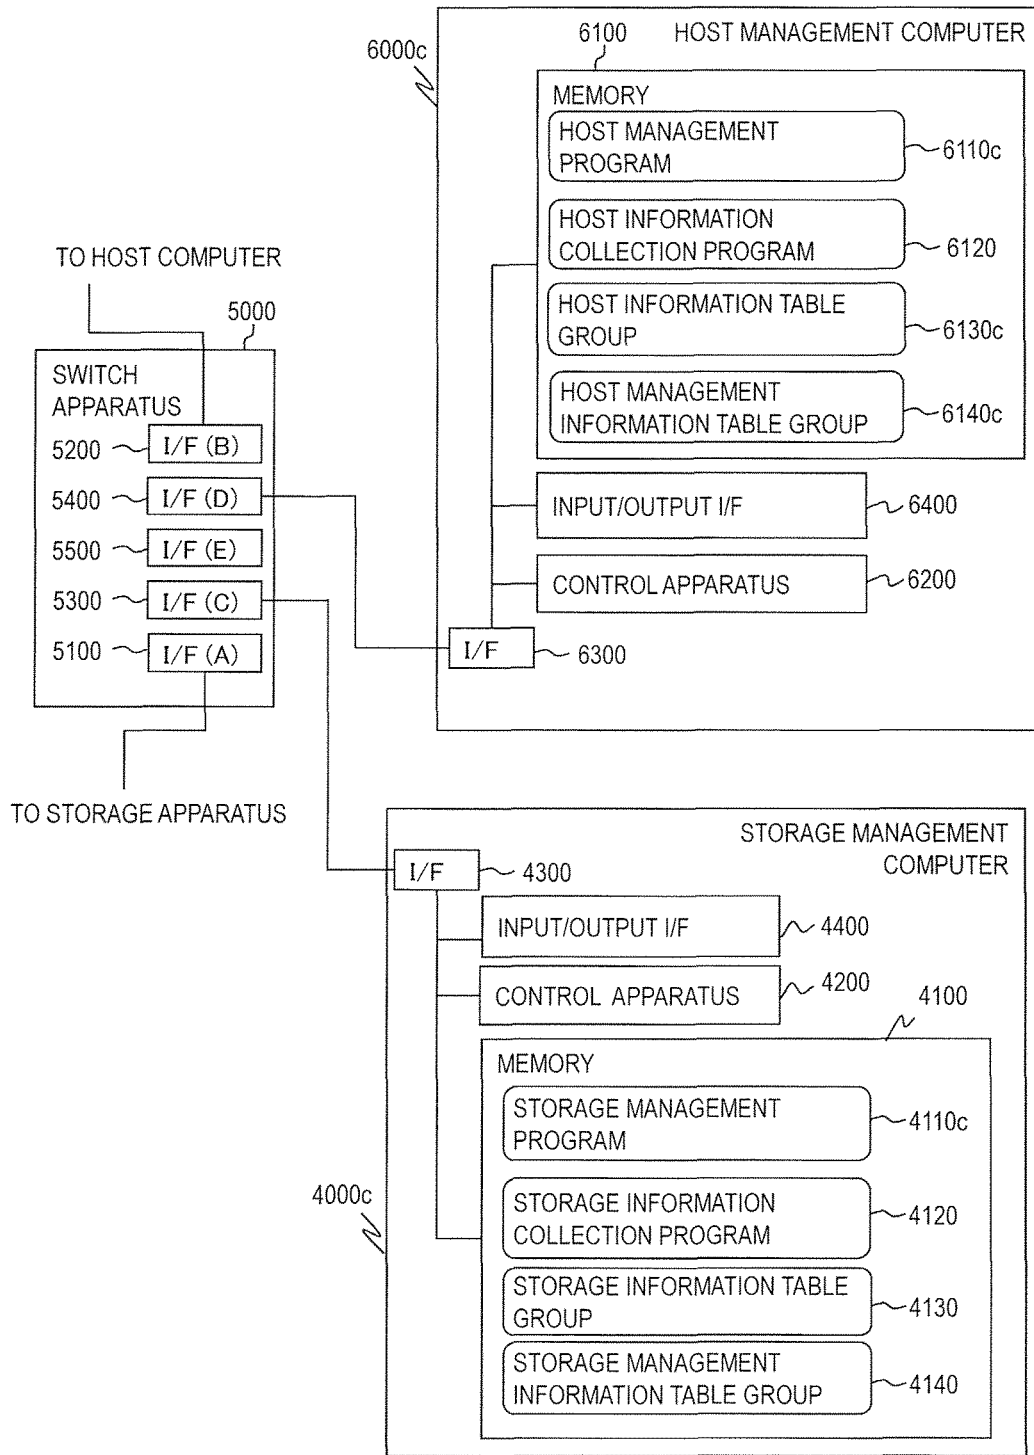 6000c
6100
HOST MANAGEMENT COMPUTER
MEMORY
HOST MANAGEMENT
PROGRAM
6110c
HOST INFORMATION
COLLECTION PROGRAM
6120
HOST INFORMATION TABLE
GROUP
6130c
HOST MANAGEMENT
INFORMATION TABLE GROUP
6140c
INPUT/OUTPUT I/F
6400
CONTROL APPARATUS
6200
I/F
6300
TO HOST COMPUTER
5000
SWITCH
APPARATUS
5200
I/F (B)
5400
I/F (D)
5500
I/F (E)
5300
I/F (C)
5100
I/F (A)
TO STORAGE APPARATUS
STORAGE MANAGEMENT
COMPUTER
I/F
4300
INPUT/OUTPUT I/F
4400
CONTROL APPARATUS
4200
4100
MEMORY
STORAGE MANAGEMENT
PROGRAM
4110c
4000c
STORAGE INFORMATION
COLLECTION PROGRAM
4120
STORAGE INFORMATION TABLE
GROUP
4130
STORAGE MANAGEMENT
INFORMATION TABLE GROUP
4140